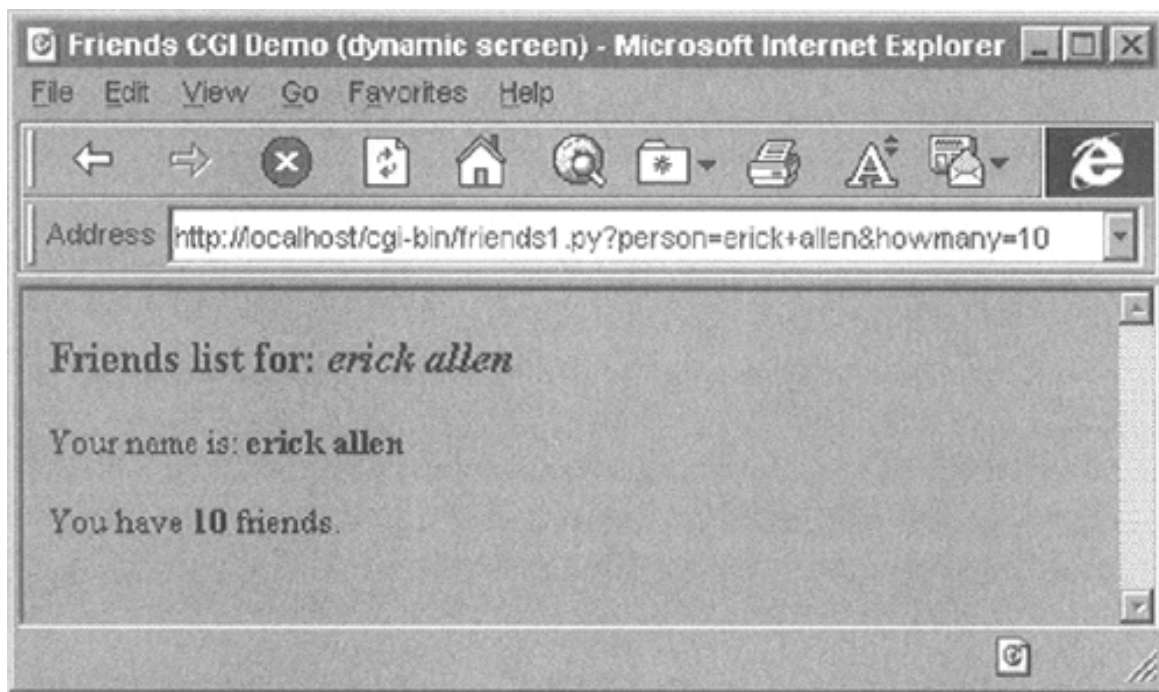 Friends CGI Demo (dynamic screen) - Microsoft Internet Explorer
File Edit View Go Favorites Help
Address http://localhost/cgi-bin/friends1.py?person=erick+allen&howmany=10
Friends list for: erick allen
Your name is: erick allen
You have 10 friends.